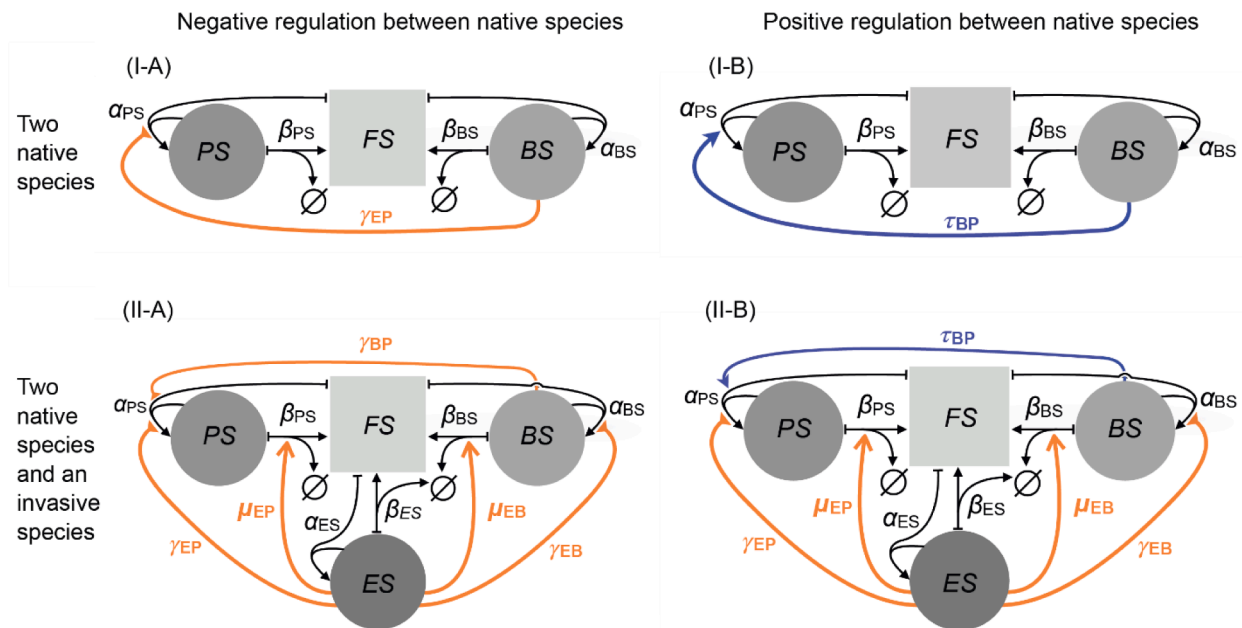 Negative regulation between native species
Positive regulation between native species
(I-A)
(I-B)
Two
native
species
αPS
PS
βPS
FS
βBS
BS
αBS
∅
∅
γEP
αPS
PS
βPS
FS
βBS
BS
αBS
∅
∅
τBP
(II-A)
(II-B)
Two
native
species
and an
invasive
species
γBP
αPS
PS
βPS
FS
βBS
BS
αBS
∅
∅
μEP
αES
βES
μEB
γEP
γEB
ES
τBP
αPS
PS
βPS
FS
βBS
BS
αBS
∅
∅
μEP
αES
βES
μEB
γEP
γEB
ES